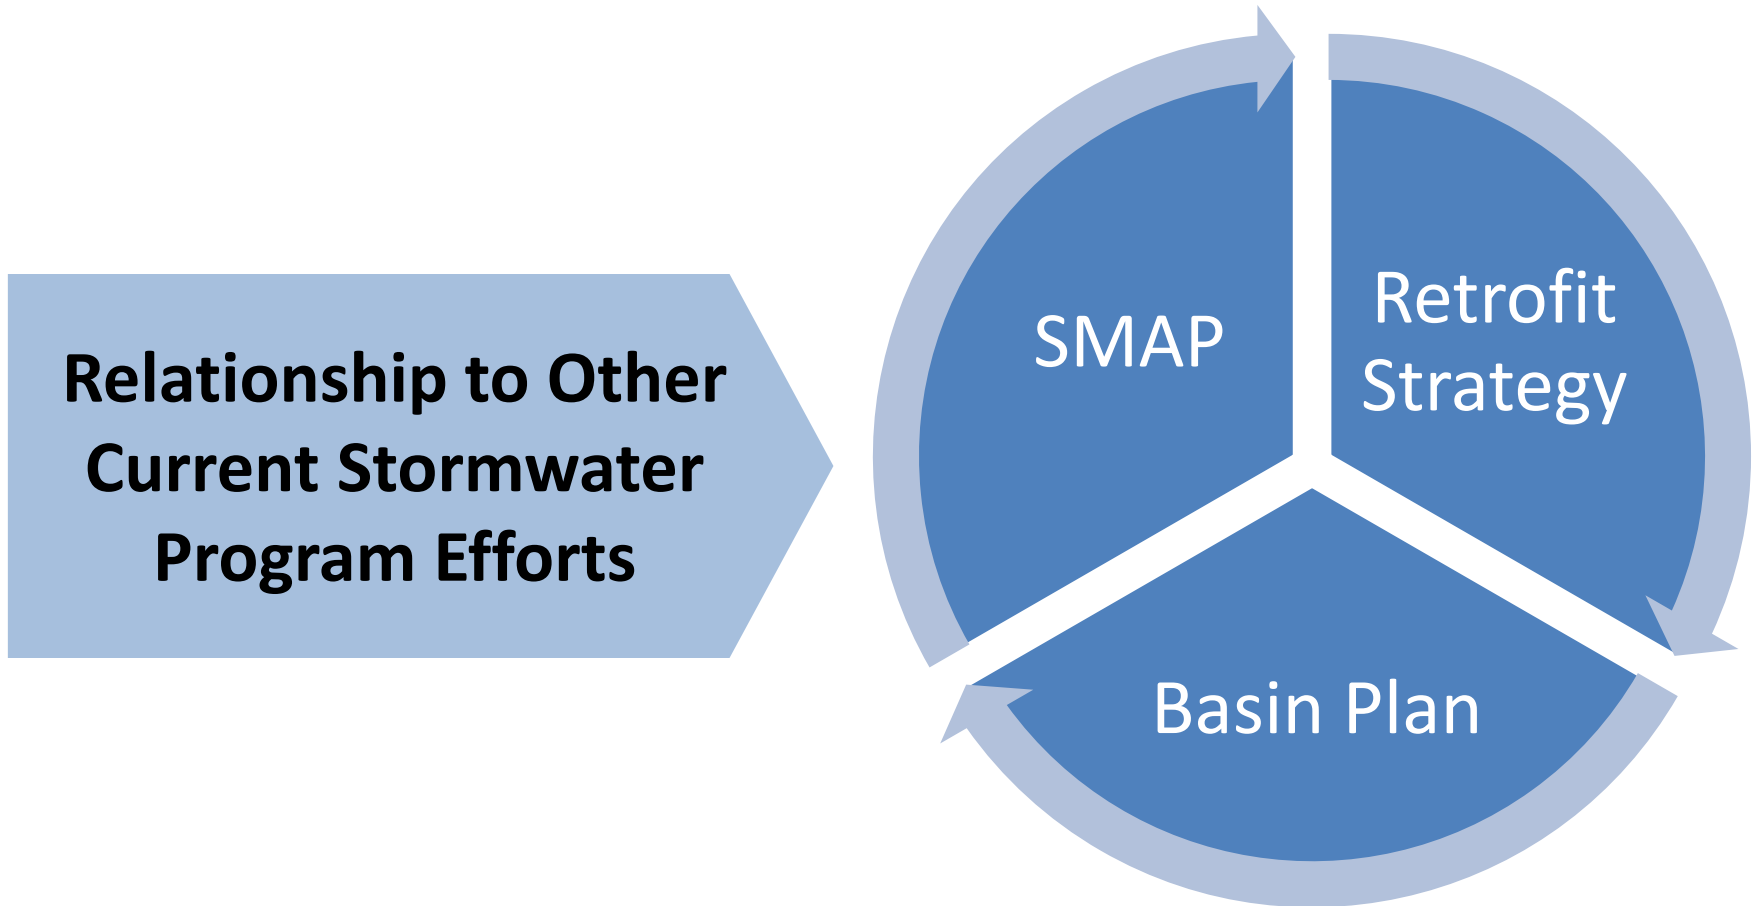 Relationship to Other
Current Stormwater
Program Efforts
SMAP
Retrofit
Strategy
Basin Plan